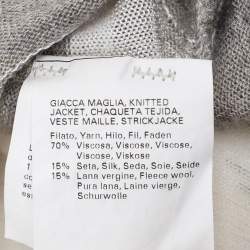 GIACCA MAGLIA, KNITTED
JACKET, CHAQUETA TEJIDA,
VESTE MAILLE, STRICKJACKE
Filato, Yarn, Hilo, Fil, Faden
70% Viscosa, Viscose, Viscose,
Viscosa, Viskose
15% Seta, Silk, Seda, Soie, Seide
15% Lana vergine, Fleece wool,
Pura lana, Laine vierge,
Schurwolle